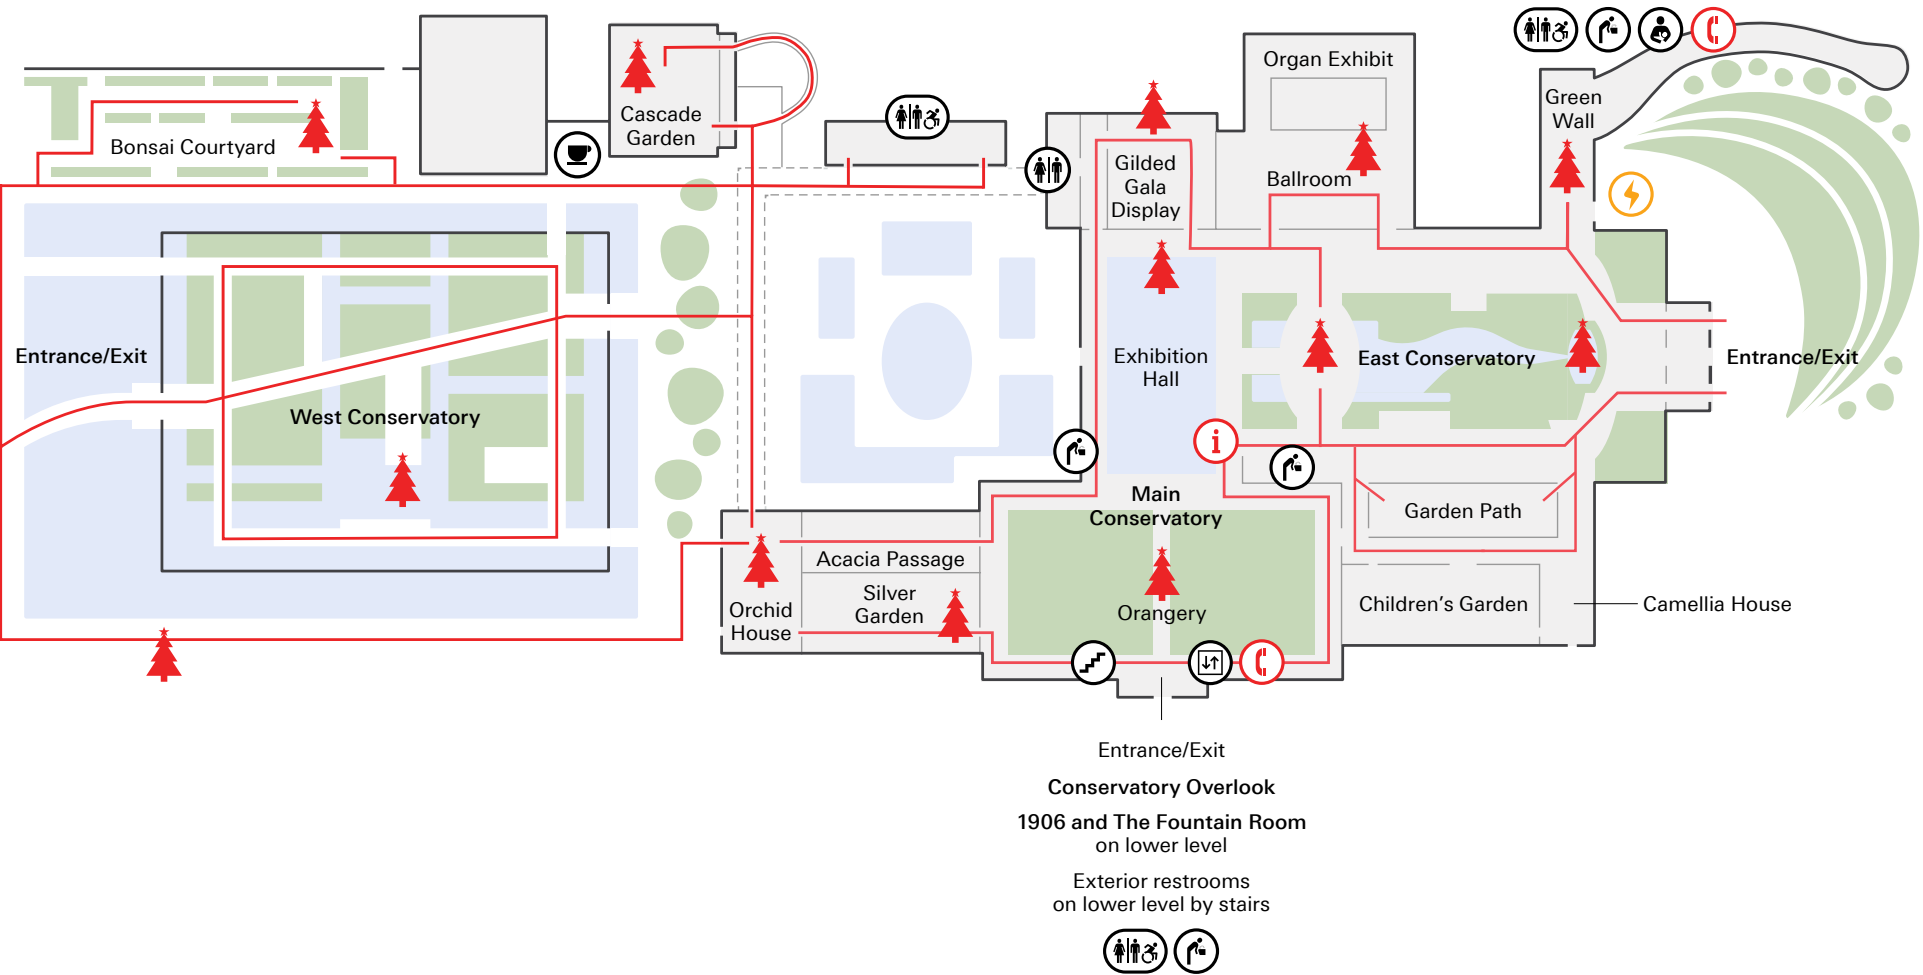 Organ Exhibit
Green
Wall
Cascade
Garden
Bonsai Courtyard
Gilded
Gala
Display
Ballroom
Entrance/Exit
West Conservatory
Exhibition
Hall
East Conservatory
Entrance/Exit
i
Main
Conservatory
Garden Path
Acacia Passage
Silver
Garden
Orchid
House
Orangery
Children's Garden
Camellia House
Entrance/Exit
Conservatory Overlook
1906 and The Fountain Room
on lower level
Exterior restrooms
on lower level by stairs